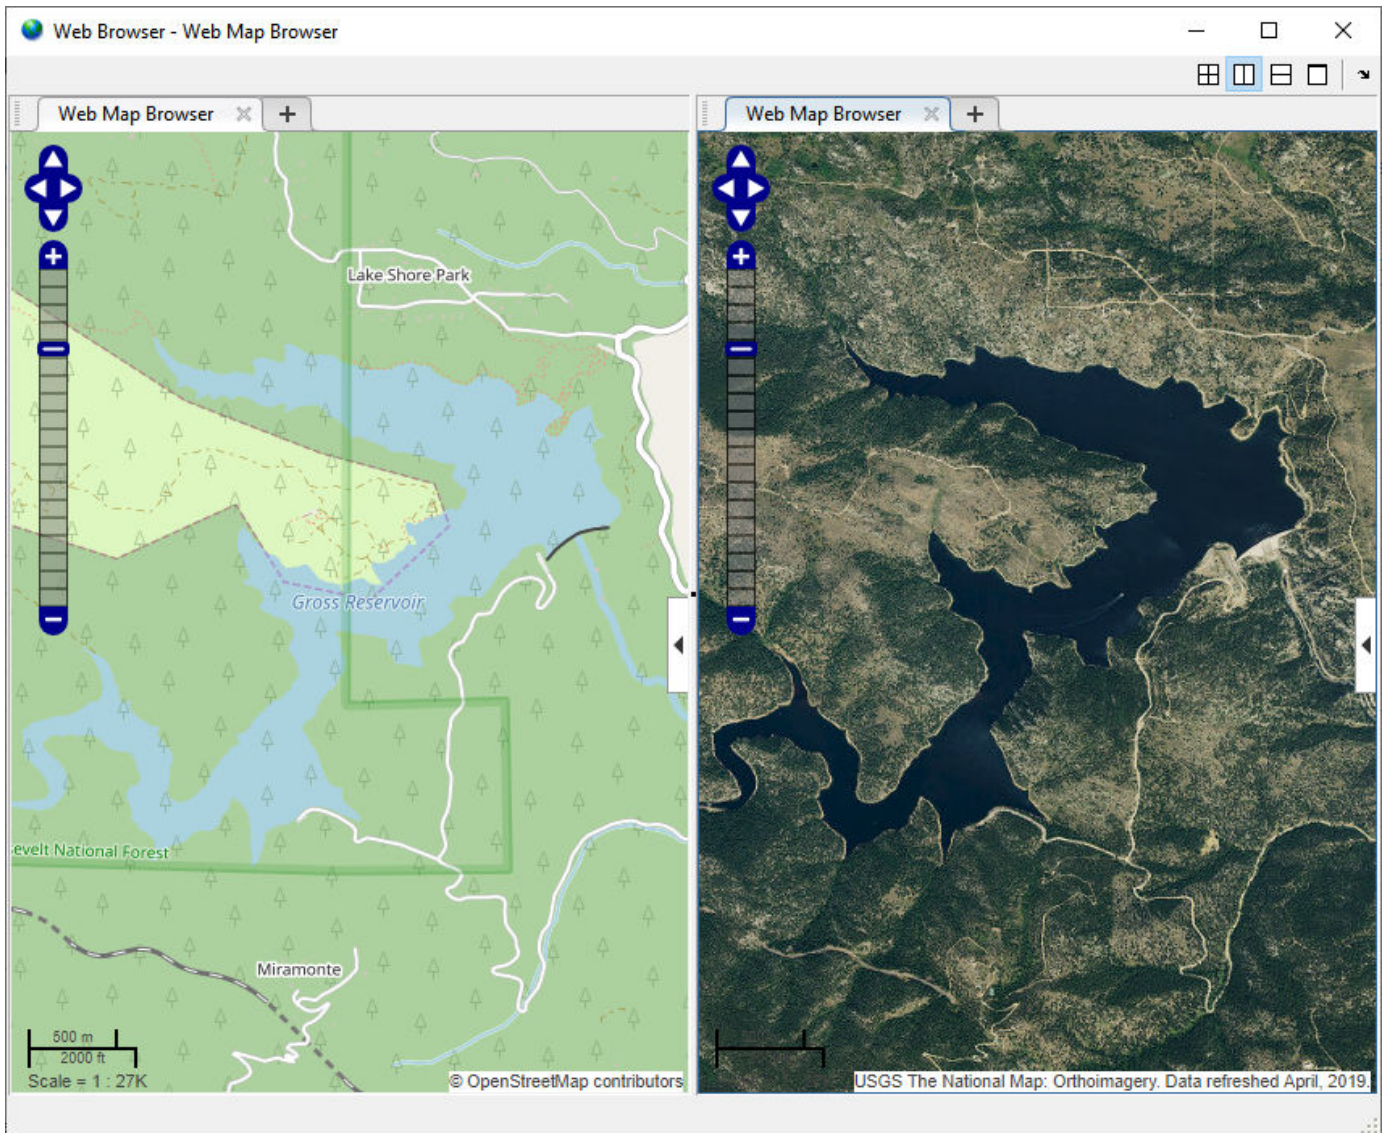 Web Browser - Web Map Browser
Web Map Browser
Web Map Browser
Lake Shore Park
Gross Reservoir
evelt National Forest
Miramonte
500 m
2000 ft
Scale = 1 : 27K
© OpenStreetMap contributors
USGS The National Map: Orthoimagery. Data refreshed April, 2019.